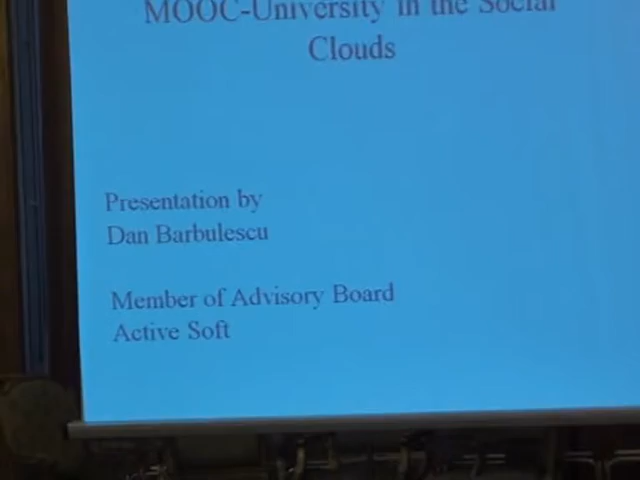 MOOC-University in the Social
Clouds
Presentation by
Dan Barbulescu
Member of Advisory Board
Active Soft